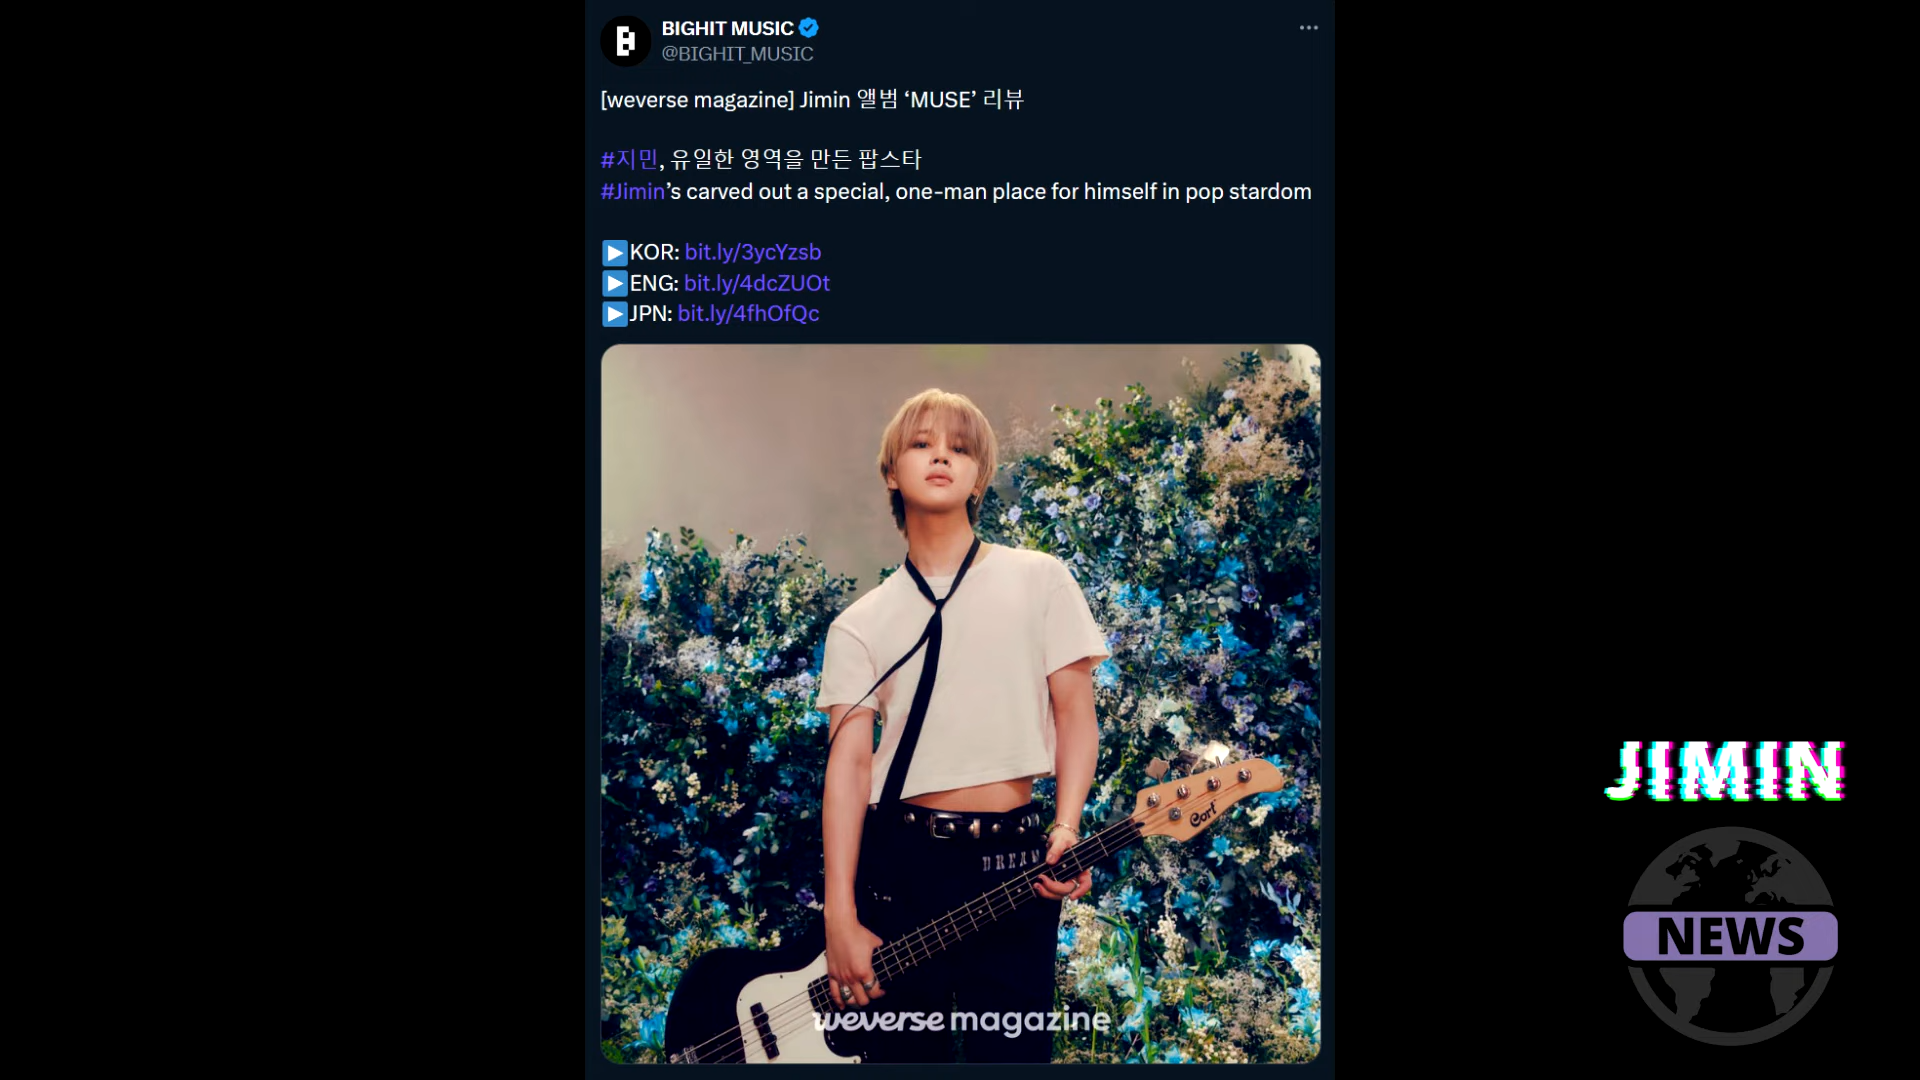 BIGHIT MUSIC
@BIGHIT_MUSIC
[weverse magazine] Jimin 앨범 ‘MUSE’ 리뷰
#지민, 유일한 영역을 만든 팝스타
#Jimin’s carved out a special, one-man place for himself in pop stardom
▶KOR: bit.ly/3ycYzsb
▶ENG: bit.ly/4dcZUOt
▶JPN: bit.ly/4fhOfQc
Cort
DREAM
weverse magazine
JIMIN
NEWS